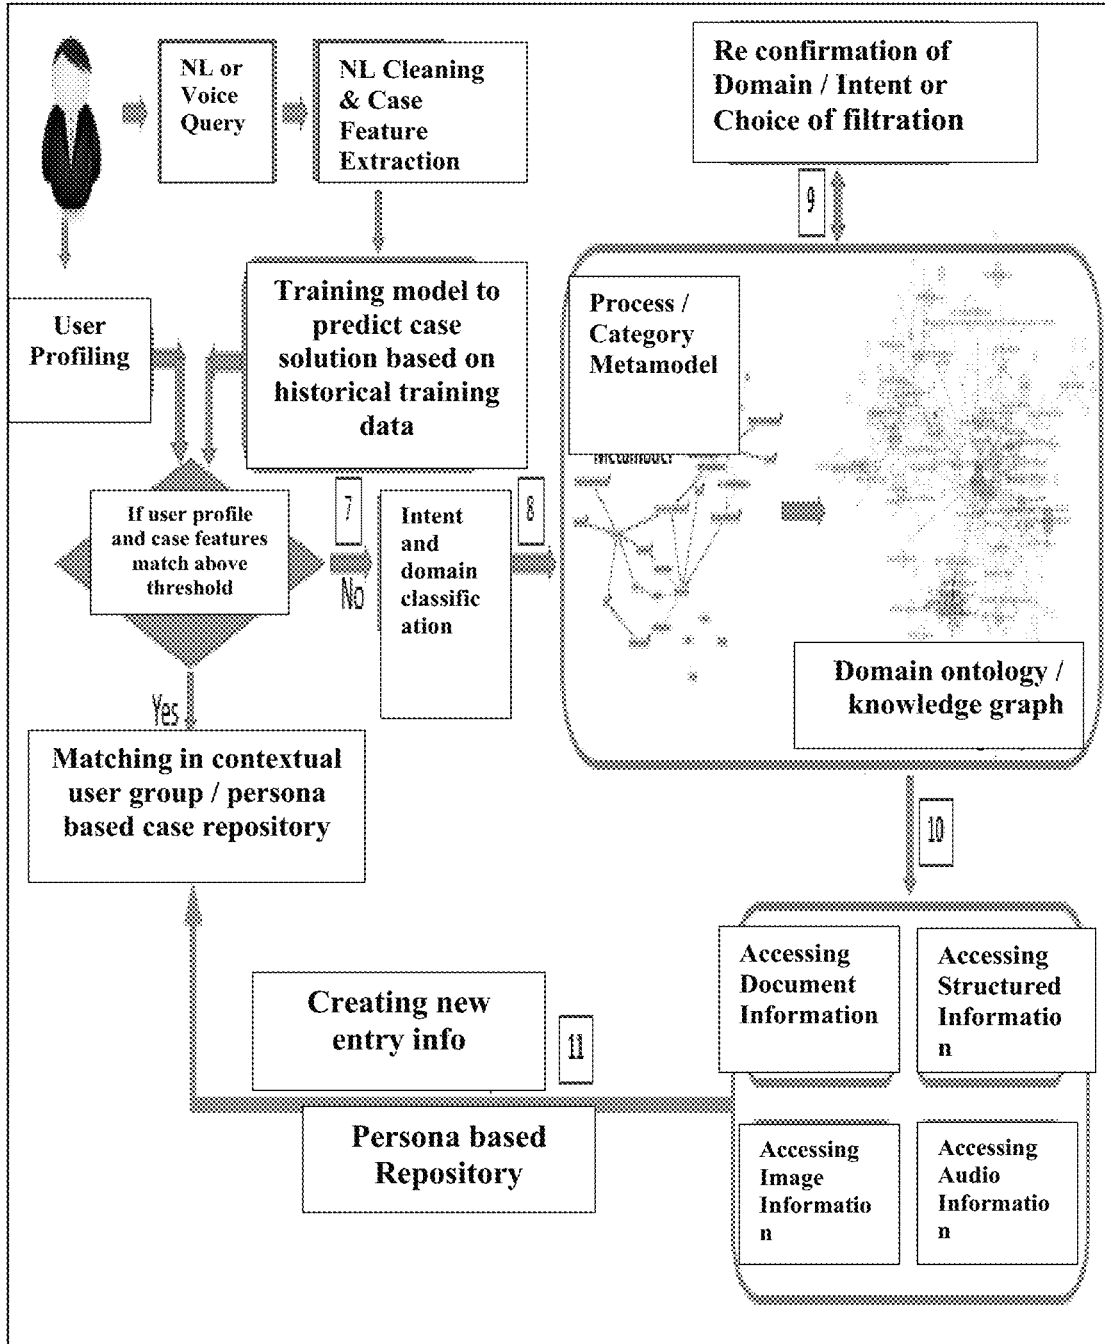 NL or
Voice
Query
NL Cleaning
& Case
Feature
Extraction
Re confirmation of
Domain / Intent or
Choice of filtration
9
User
Profiling
Training model to
predict case
solution based on
historical training
data
Process /
Category
Metamodel
Metamodel
If user profile
and case features
match above
threshold
7
No
Intent
and
domain
classific
ation
8
Domain ontology /
knowledge graph
Yes
Matching in contextual
user group / persona
based case repository
10
Accessing
Document
Information
Accessing
Structured
Informatio
n
Creating new
entry info
11
Persona based
Repository
Accessing
Image
Informatio
n
Accessing
Audio
Informatio
n